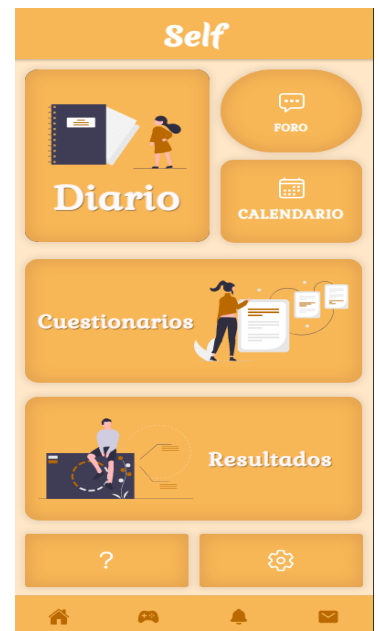 Self
Diario
FORO
CALENDARIO
Cuestionarios
Resultados
?